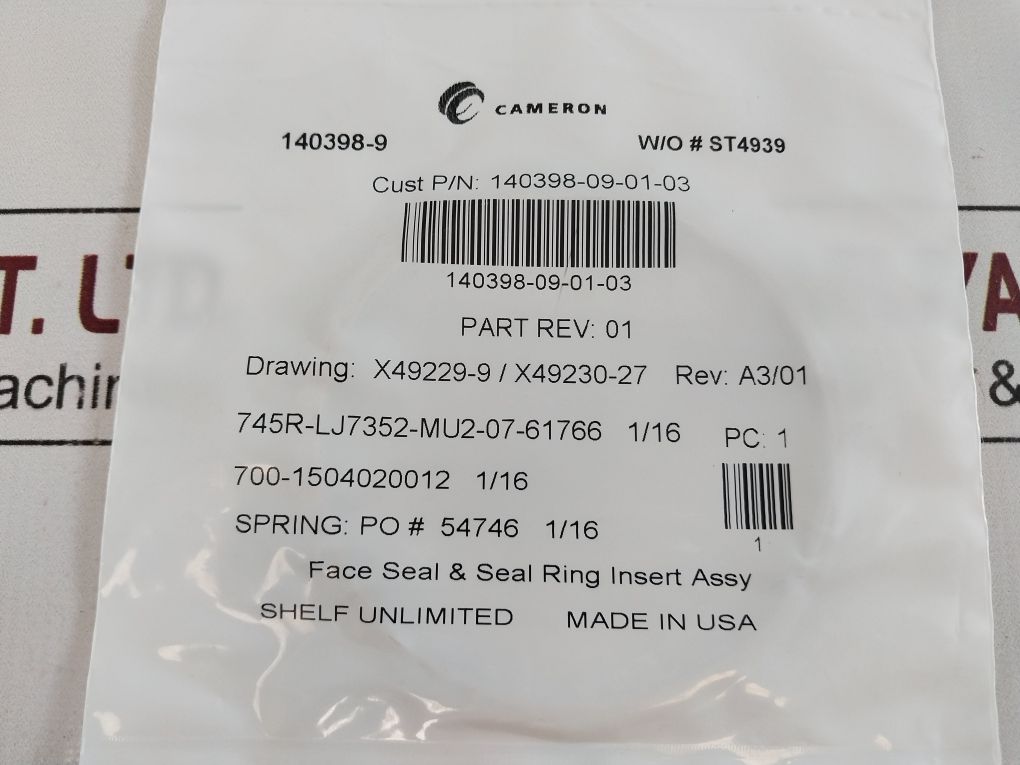 CAMERON
140398-9 W/O # ST4939
Cust P/N: 140398-09-01-03
140398-09-01-03
PART REV: 01
Drawing: X49229-9 / X49230-27 Rev: A3/01
745R-LJ7352-MU2-07-61766 1/16 PC: 1
700-1504020012 1/16
SPRING: PO # 54746 1/16
1
Face Seal & Seal Ring Insert Assy
SHELF UNLIMITED MADE IN USA
T. LTD.
&